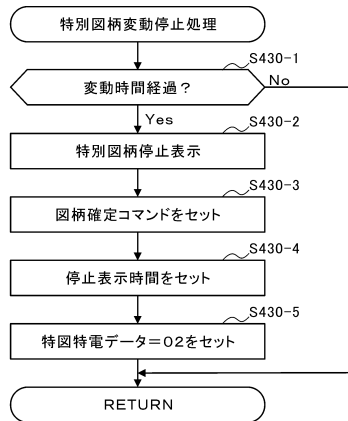 特別図柄変動停止処理
S430-1
変動時間経過？
No
Yes
S430-2
特別図柄停止表示
S430-3
図柄確定コマンドをセット
S430-4
停止表示時間をセット
S430-5
特図特電データ＝02をセット
RETURN